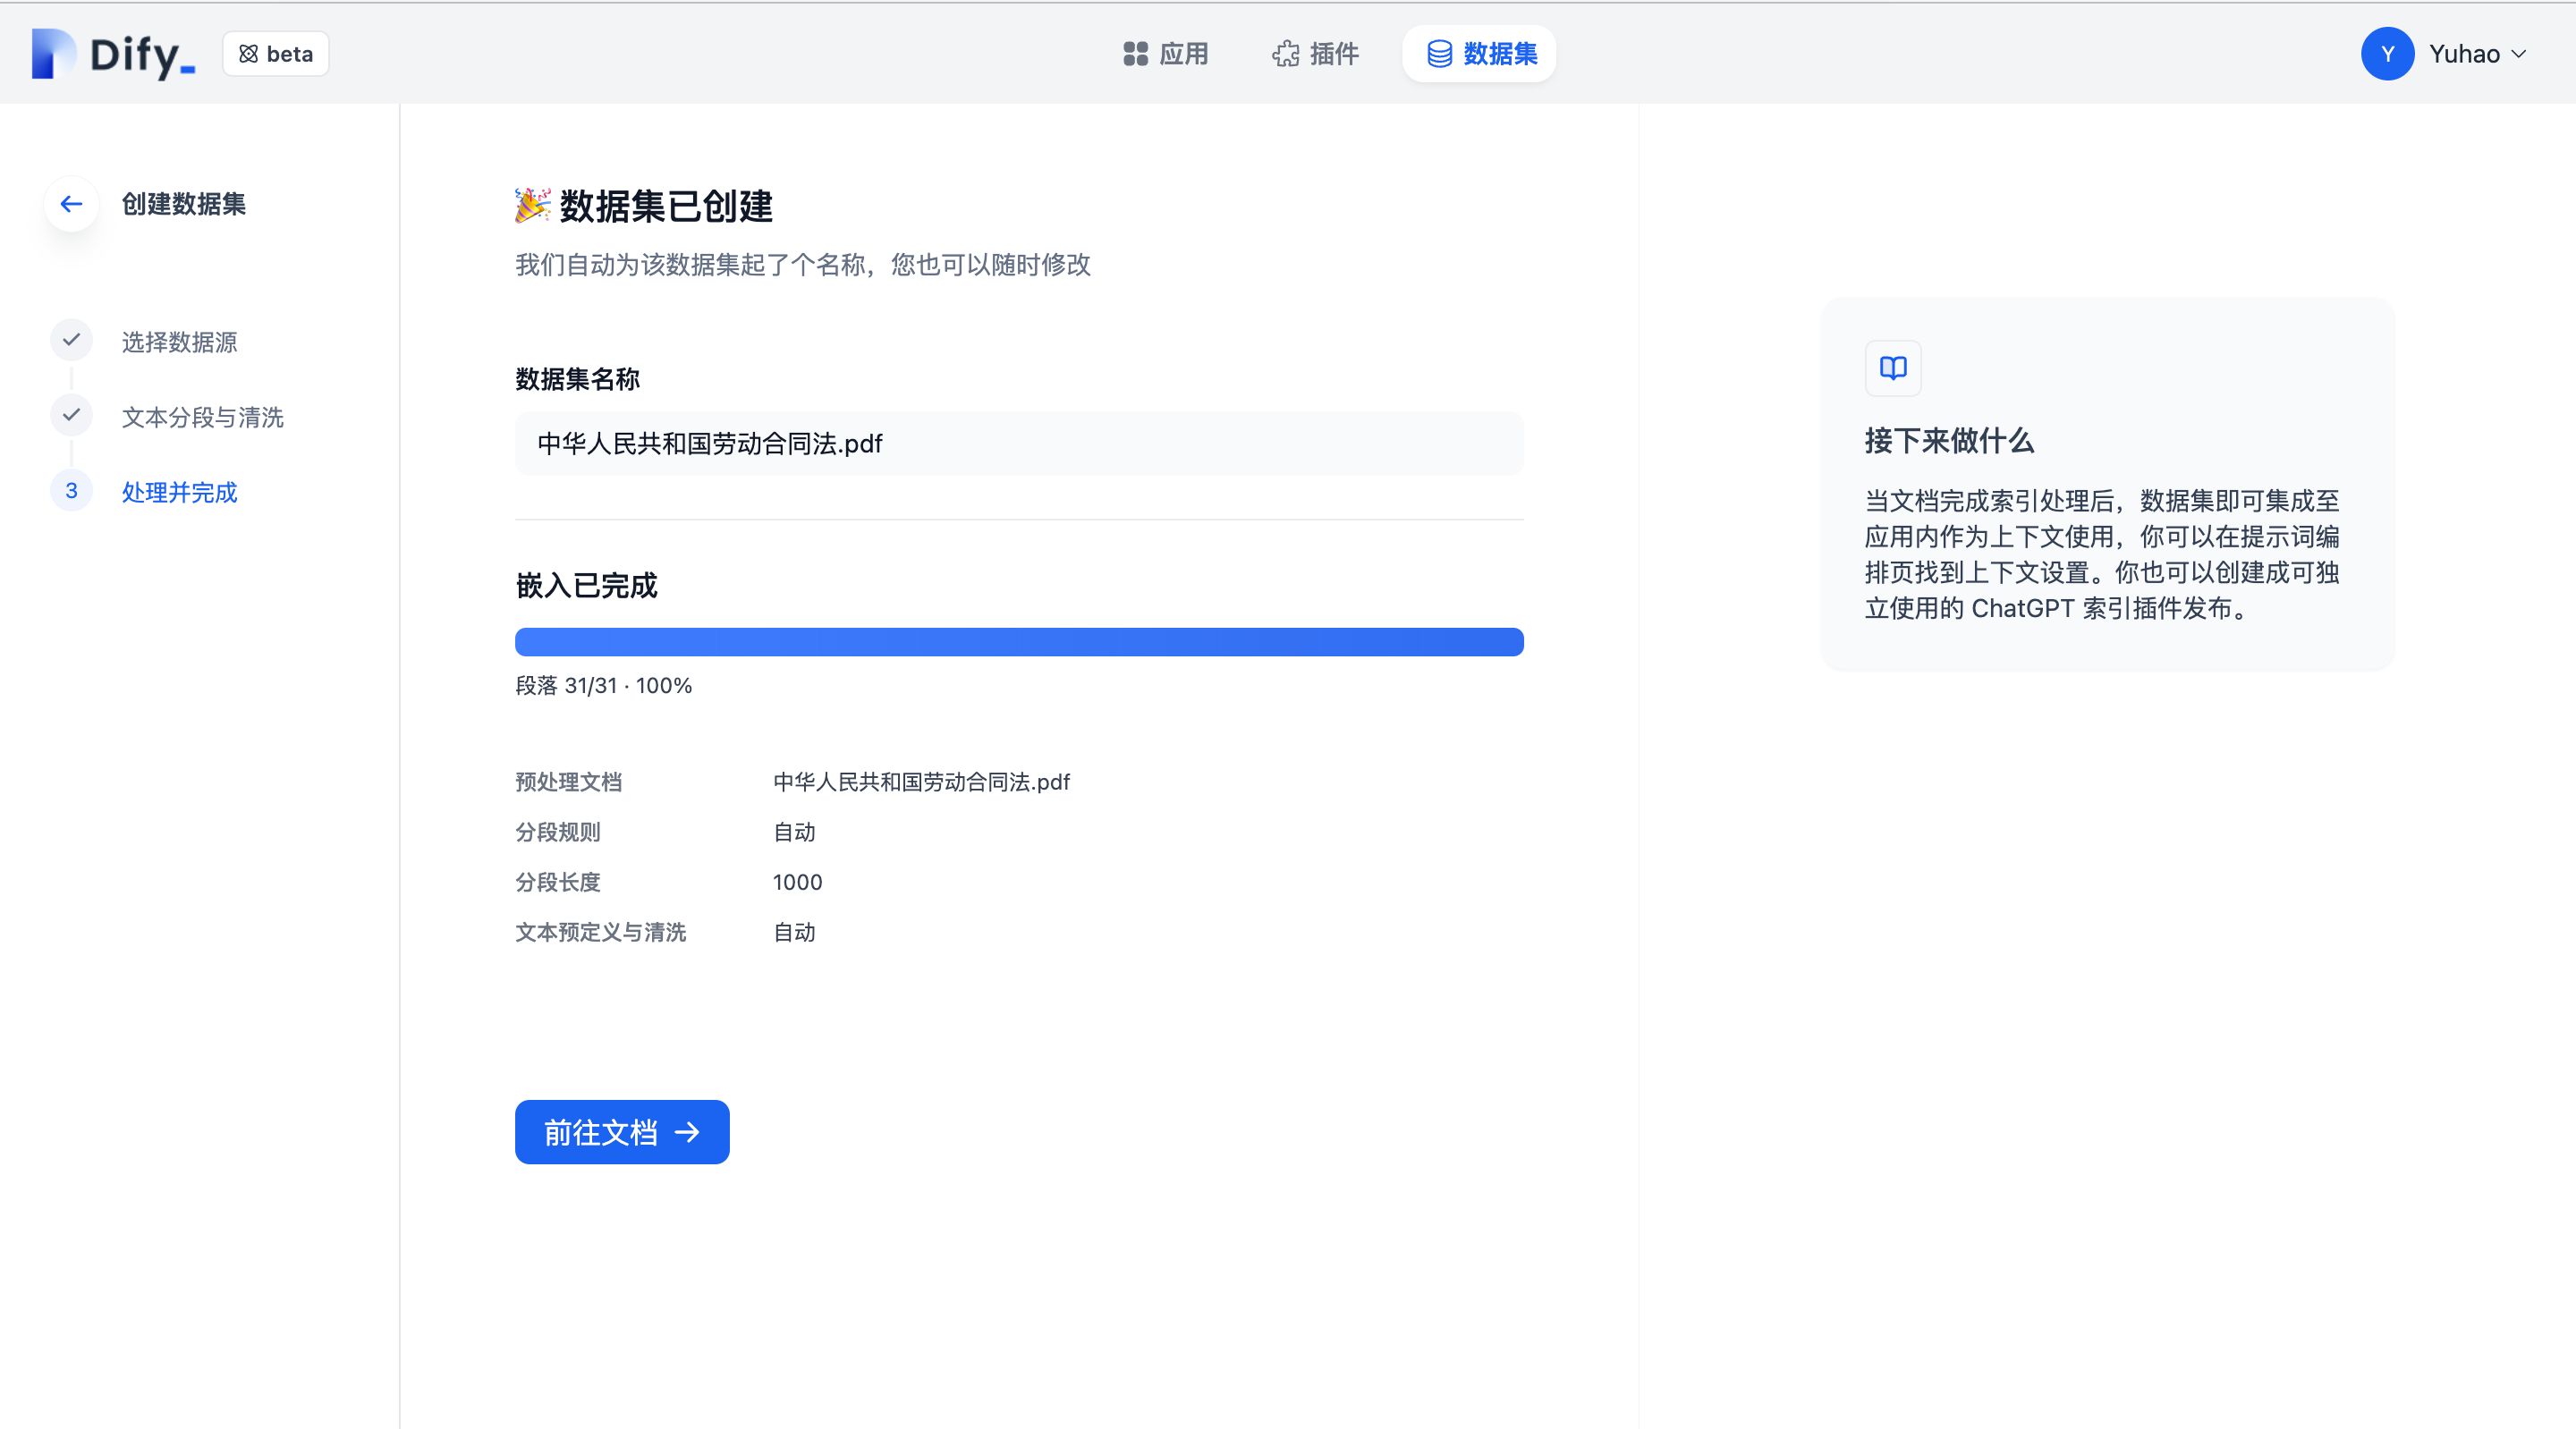 Dify_
beta
应用
插件
数据集
Y
Yuhao
创建数据集
选择数据源
文本分段与清洗
3
处理并完成
🎉 数据集已创建
我们自动为该数据集起了个名称，您也可以随时修改
数据集名称
中华人民共和国劳动合同法.pdf
嵌入已完成
段落 31/31 · 100%
预处理文档 中华人民共和国劳动合同法.pdf
分段规则 自动
分段长度 1000
文本预定义与清洗 自动
前往文档 →
接下来做什么
当文档完成索引处理后，数据集即可集成至
应用内作为上下文使用，你可以在提示词编
排页找到上下文设置。你也可以创建成可独
立使用的 ChatGPT 索引插件发布。